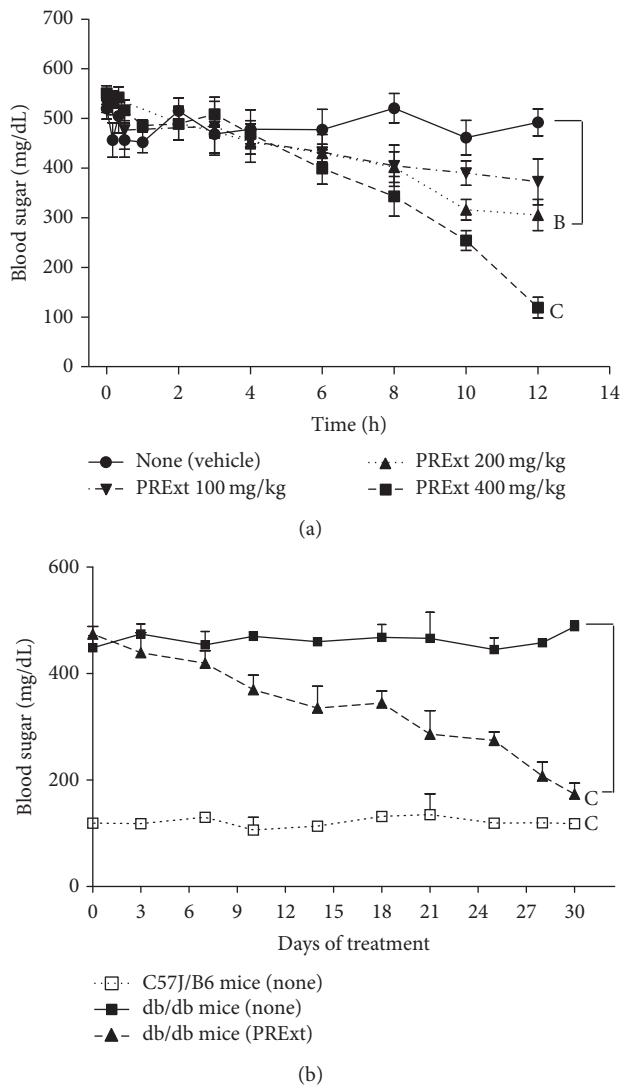 700
600
500
400
300
200
100
0
Blood sugar (mg/dL)
B
C
0 2 4 6 8 10 12 14
Time (h)
None (vehicle) PRExt 200 mg/kg
PRExt 100 mg/kg PRExt 400 mg/kg
(a)
600
400
200
0
Blood sugar (mg/dL)
C
C
0 3 6 9 12 15 18 21 24 27 30
Days of treatment
C57J/B6 mice (none)
db/db mice (none)
db/db mice (PRExt)
(b)